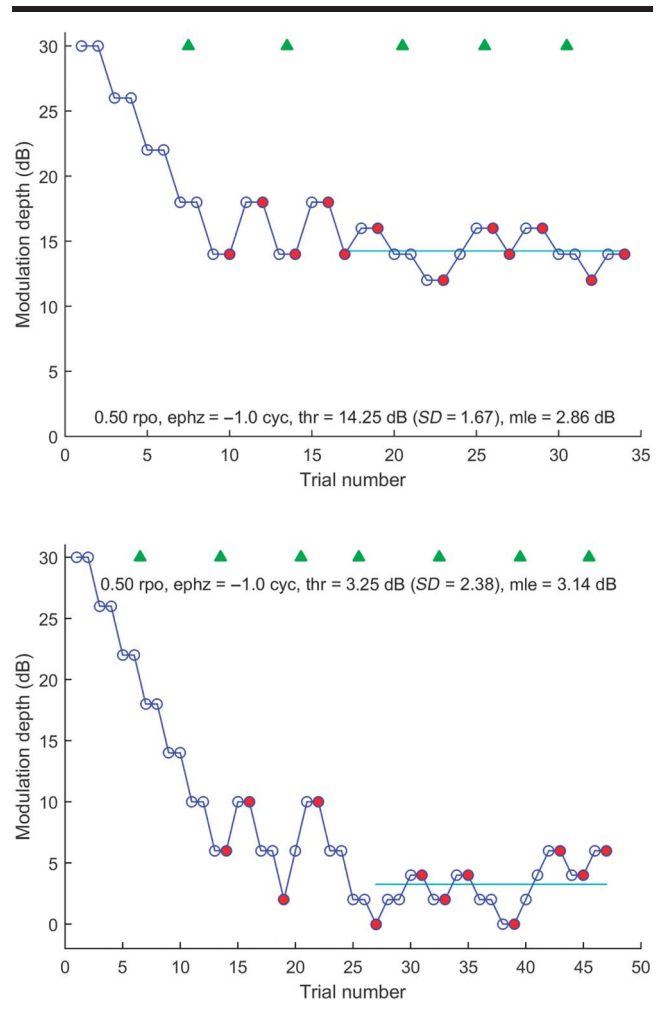 30
25
20
15
10
5
0
Modulation depth (dB)
0.50 rpo, ephz = –1.0 cyc, thr = 14.25 dB (SD = 1.67), mle = 2.86 dB
0 5 10 15 20 25 30 35
Trial number
30
0.50 rpo, ephz = –1.0 cyc, thr = 3.25 dB (SD = 2.38), mle = 3.14 dB
25
20
15
10
5
0
Modulation depth (dB)
0 5 10 15 20 25 30 35 40 45 50
Trial number